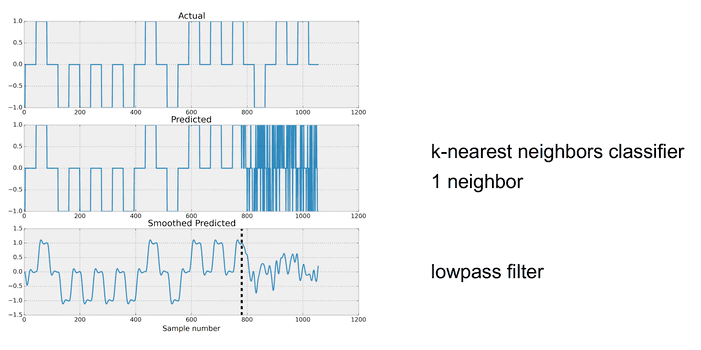 Actual
1.0
0.5
0.0
−0.5
−1.0
0 200 400 600 800 1000 1200
Predicted
1.0
0.5
0.0
−0.5
−1.0
0 200 400 600 800 1000 1200
k-nearest neighbors classifier
1 neighbor
Smoothed Predicted
1.5
1.0
0.5
0.0
−0.5
−1.0
−1.5
0 200 400 600 800 1000 1200
Sample number
lowpass filter